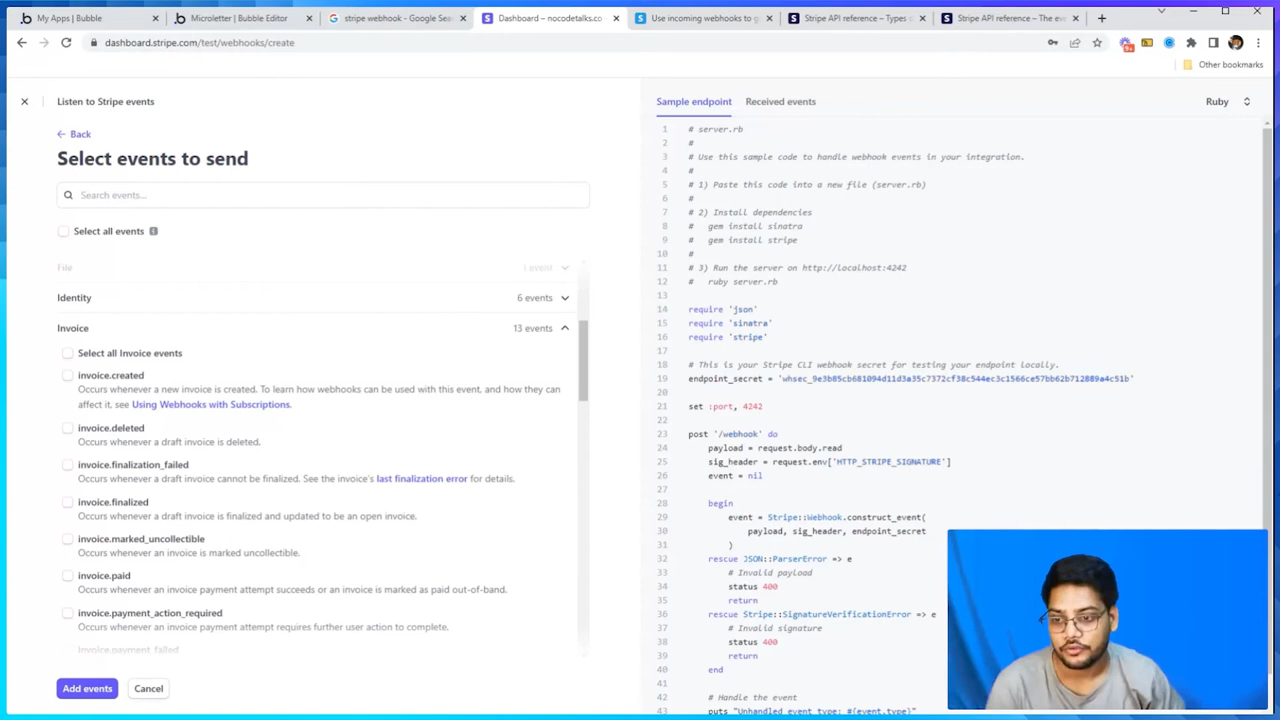 My Apps | Bubble
Microletter | Bubble Editor
stripe webhook - Google Sea
Dashboard – nocodetalks.co
Use incoming webhooks to g
Stripe API reference – Types o
Stripe API reference – The ev
dashboard.stripe.com/test/webhooks/create
Other bookmarks
Listen to Stripe events
Back
Select events to send
Search events...
Select all events
File 1 event
Identity 6 events
Invoice 13 events
Select all Invoice events
invoice.created
Occurs whenever a new invoice is created. To learn how webhooks can be used with this event, and how they can
affect it, see Using Webhooks with Subscriptions.
invoice.deleted
Occurs whenever a draft invoice is deleted.
invoice.finalization_failed
Occurs whenever a draft invoice cannot be finalized. See the invoice's last finalization error for details.
invoice.finalized
Occurs whenever a draft invoice is finalized and updated to be an open invoice.
invoice.marked_uncollectible
Occurs whenever an invoice is marked uncollectible.
invoice.paid
Occurs whenever an invoice payment attempt succeeds or an invoice is marked as paid out-of-band.
invoice.payment_action_required
Occurs whenever an invoice payment attempt requires further user action to complete.
invoice.payment_failed
Add events
Cancel
Sample endpoint
Received events
Ruby
1 # server.rb
2 #
3 # Use this sample code to handle webhook events in your integration.
4 #
5 # 1) Paste this code into a new file (server.rb)
6 #
7 # 2) Install dependencies
8 # gem install sinatra
9 # gem install stripe
10 #
11 # 3) Run the server on http://localhost:4242
12 # ruby server.rb
13
14 require 'json'
15 require 'sinatra'
16 require 'stripe'
17
18 # This is your Stripe CLI webhook secret for testing your endpoint locally.
19 endpoint_secret = 'whsec_9e3b85cb681094d11d3a35c7372cf38c544ec3c1566ce57bb62b712889a4c51b'
20
21 set :port, 4242
22
23 post '/webhook' do
24 payload = request.body.read
25 sig_header = request.env['HTTP_STRIPE_SIGNATURE']
26 event = nil
27
28 begin
29 event = Stripe::Webhook.construct_event(
30 payload, sig_header, endpoint_secret
31 )
32 rescue JSON::ParserError => e
33 # Invalid payload
34 status 400
35 return
36 rescue Stripe::SignatureVerificationError => e
37 # Invalid signature
38 status 400
39 return
40 end
41
42 # Handle the event
43 puts "Unhandled event type: #{event.type}"